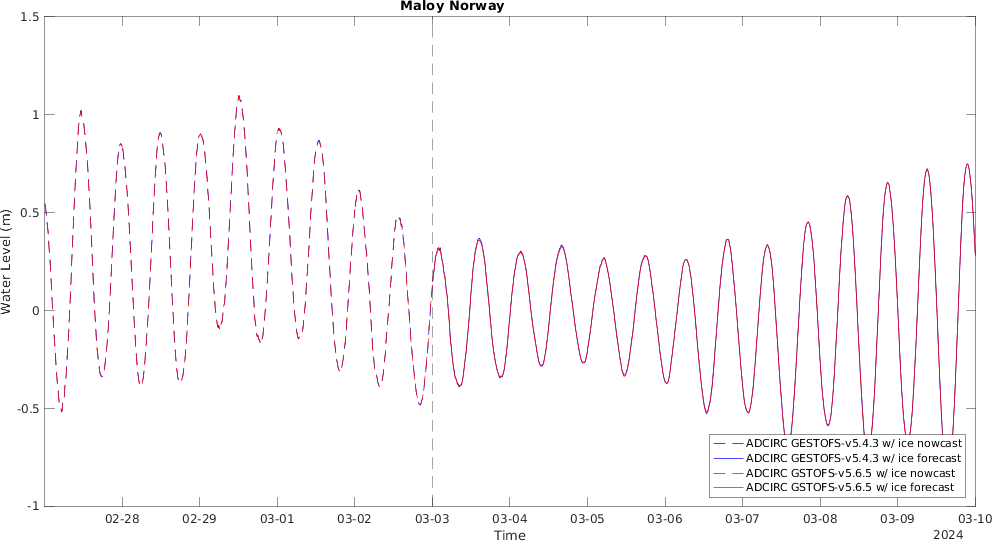 Maloy Norway
1.5
1
0.5
0
-0.5
-1
Water Level (m)
ADCIRC GESTOFS-v5.4.3 w/ ice nowcast
ADCIRC GESTOFS-v5.4.3 w/ ice forecast
ADCIRC GSTOFS-v5.6.5 w/ ice nowcast
ADCIRC GSTOFS-v5.6.5 w/ ice forecast
02-28 02-29 03-01 03-02 03-03 03-04 03-05 03-06 03-07 03-08 03-09 03-10
Time
2024